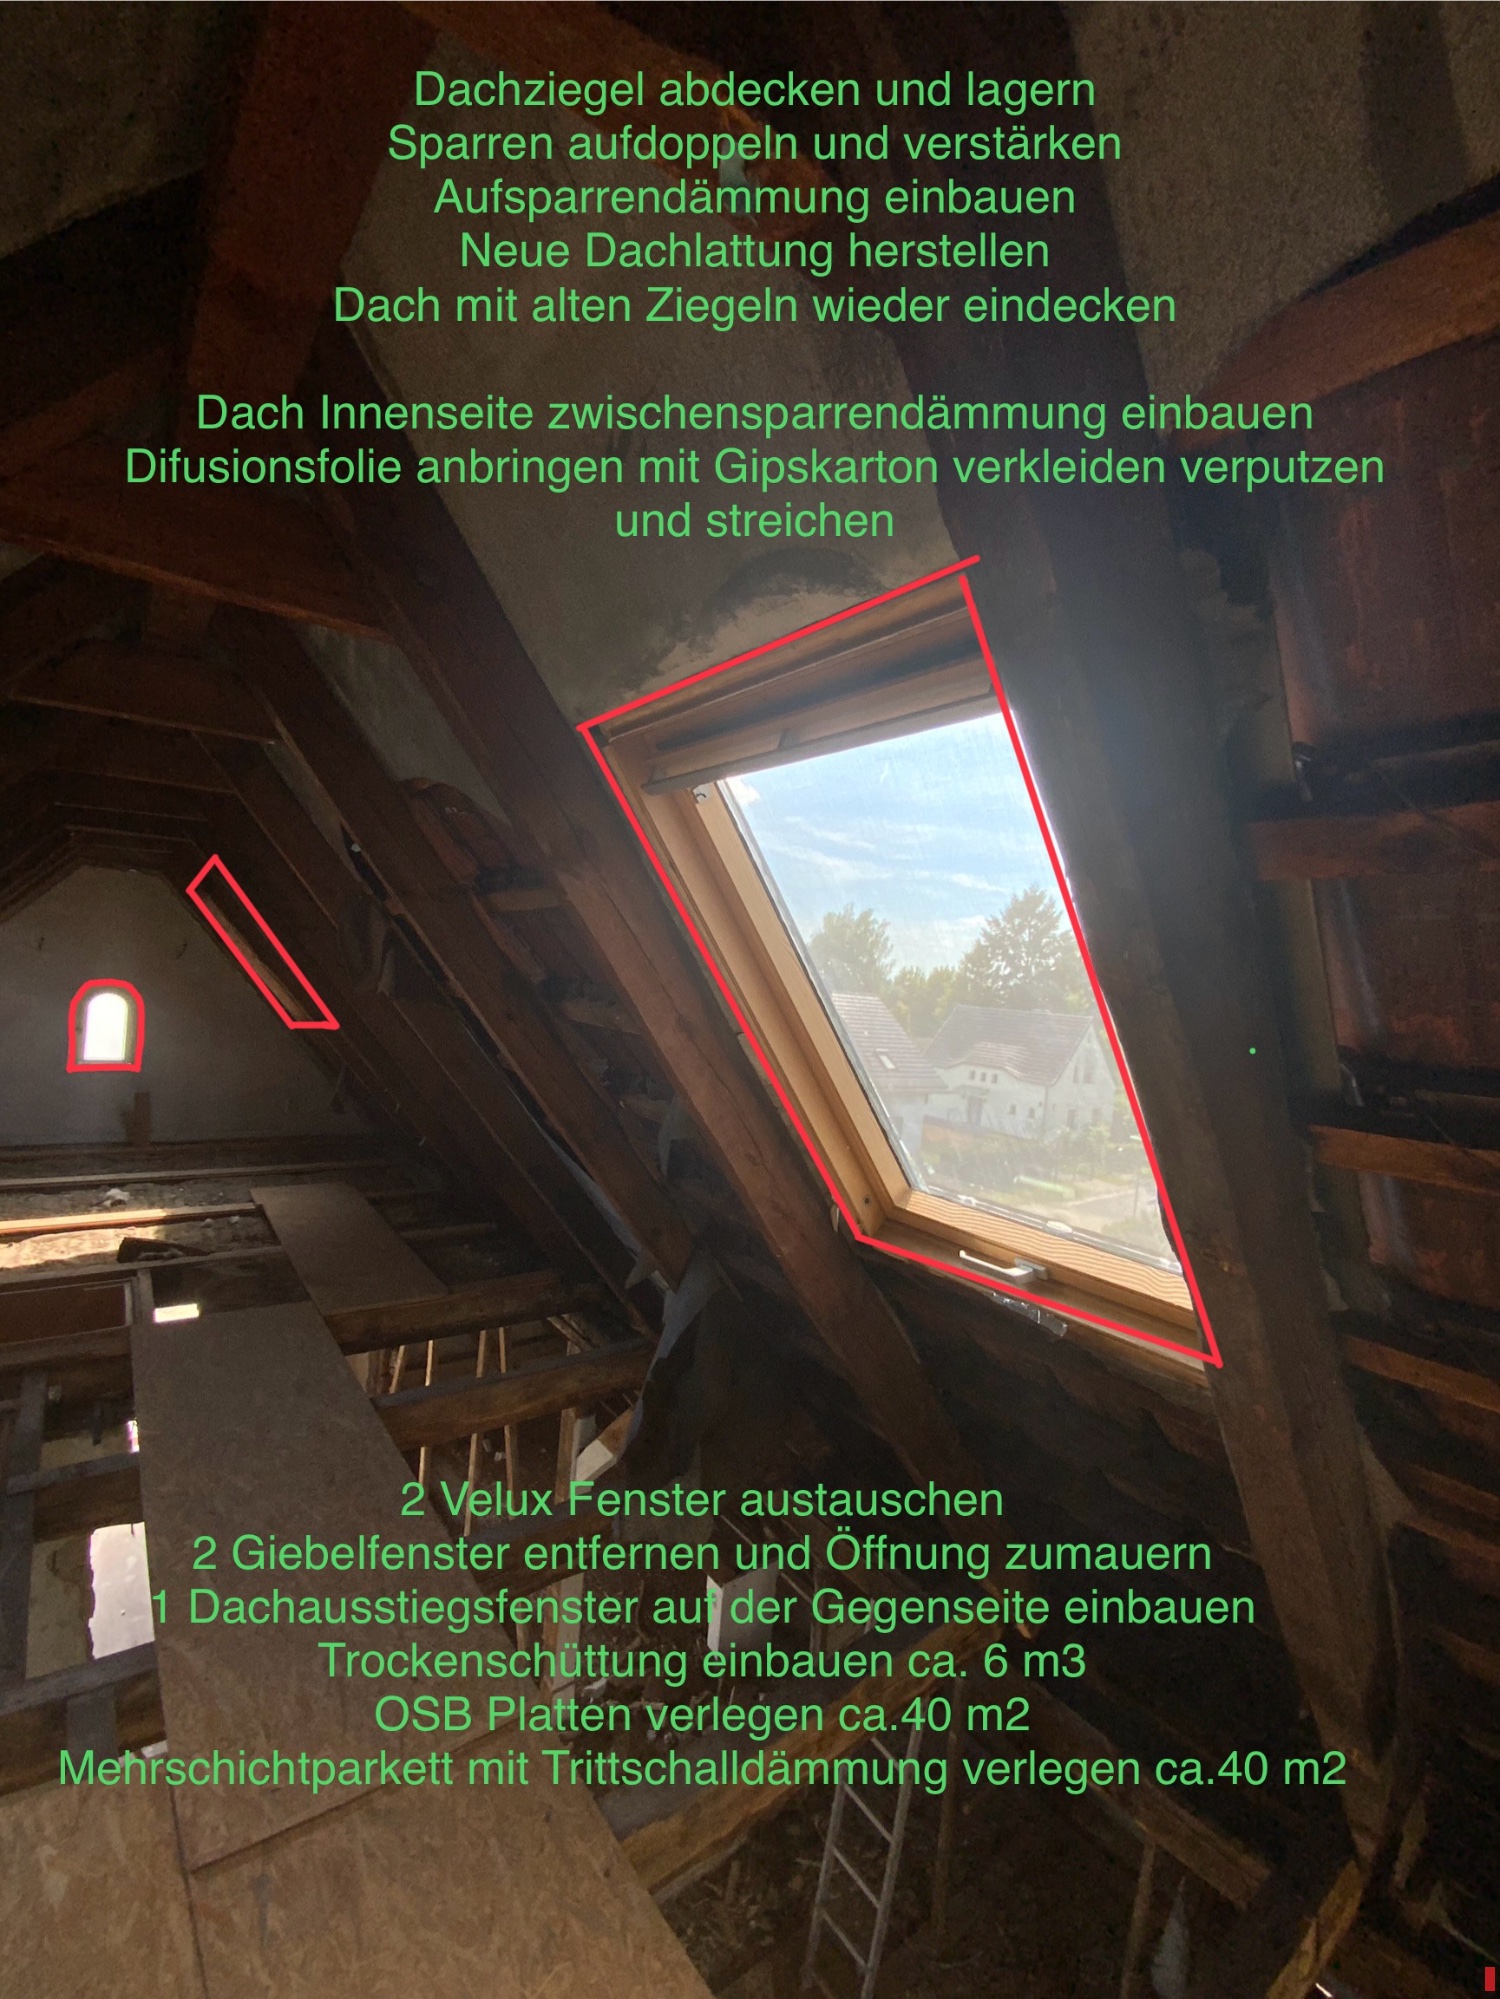 Dachziegel abdecken und lagern
Sparren aufdoppeln und verstärken
Aufsparrendämmung einbauen
Neue Dachlattung herstellen
Dach mit alten Ziegeln wieder eindecken
Dach Innenseite zwischensparrendämmung einbauen
Difusionsfolie anbringen mit Gipskarton verkleiden verputzen
und streichen
2 Velux Fenster austauschen
2 Giebelfenster entfernen und Öffnung zumauern
1 Dachausstiegsfenster auf der Gegenseite einbauen
Trockenschüttung einbauen ca. 6 m3
OSB Platten verlegen ca.40 m2
Mehrschichtparkett mit Trittschalldämmung verlegen ca.40 m2